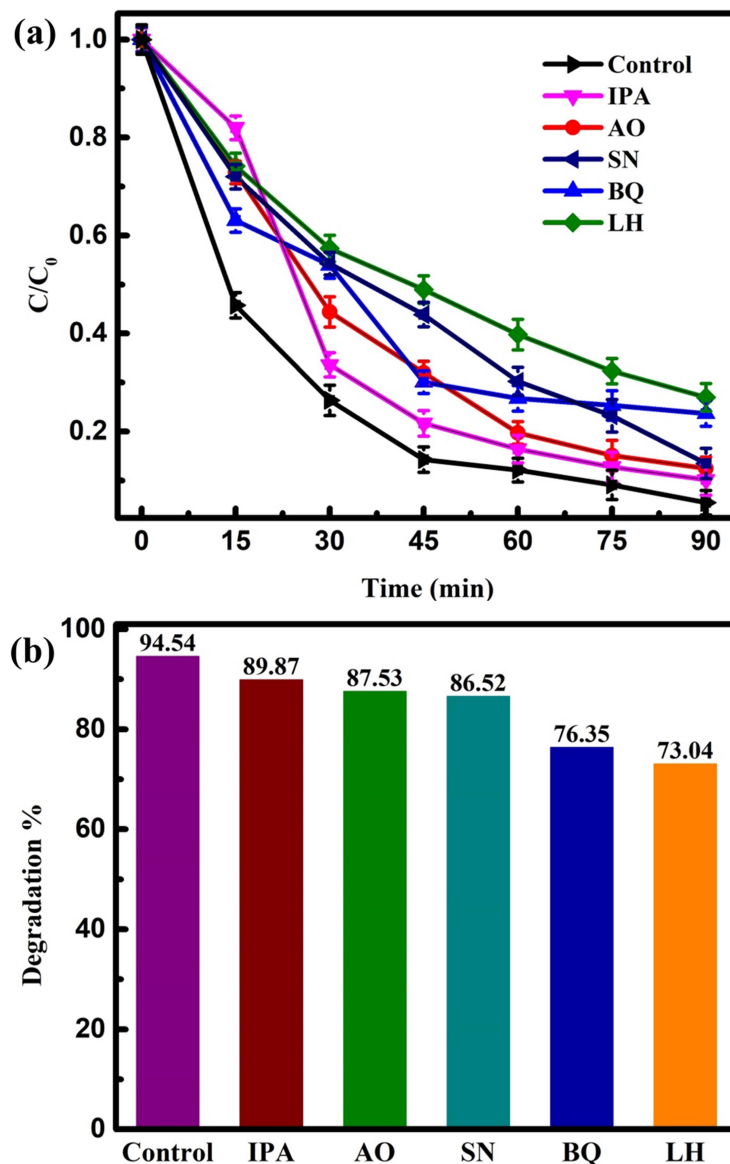 (a)
1.0
0.8
0.6
0.4
0.2
C/C0
Control
IPA
AO
SN
BQ
LH
0 15 30 45 60 75 90
Time (min)
(b)
100
80
60
40
20
0
Degradation %
94.54
89.87
87.53
86.52
76.35
73.04
Control IPA AO SN BQ LH